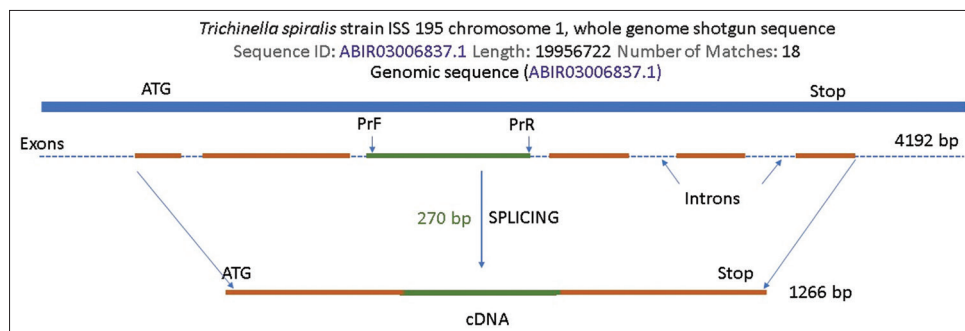 Trichinella spiralis strain ISS 195 chromosome 1, whole genome shotgun sequence
Sequence ID: ABIR03006837.1 Length: 19956722 Number of Matches: 18
Genomic sequence (ABIR03006837.1)
ATG Stop
PrF PrR
Exons 4192 bp
Introns
270 bp SPLICING
ATG Stop
1266 bp
cDNA